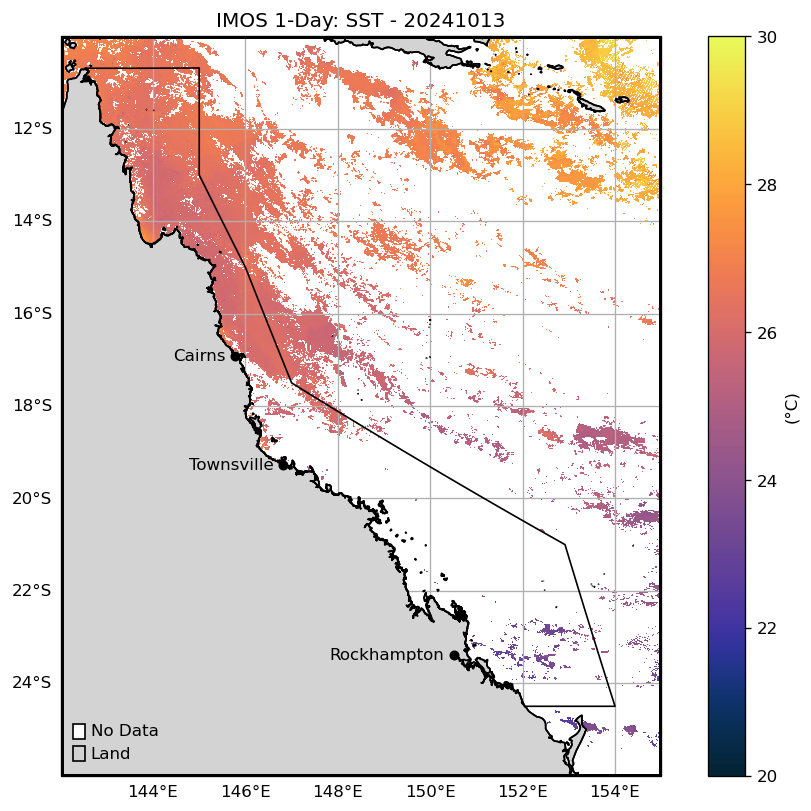 IMOS 1-Day: SST - 20241013
30
12°S
28
14°S
16°S
26
Cairns
(°C)
18°S
Townsville
24
20°S
22°S
22
Rockhampton
24°S
No Data
Land
20
144°E 146°E 148°E 150°E 152°E 154°E